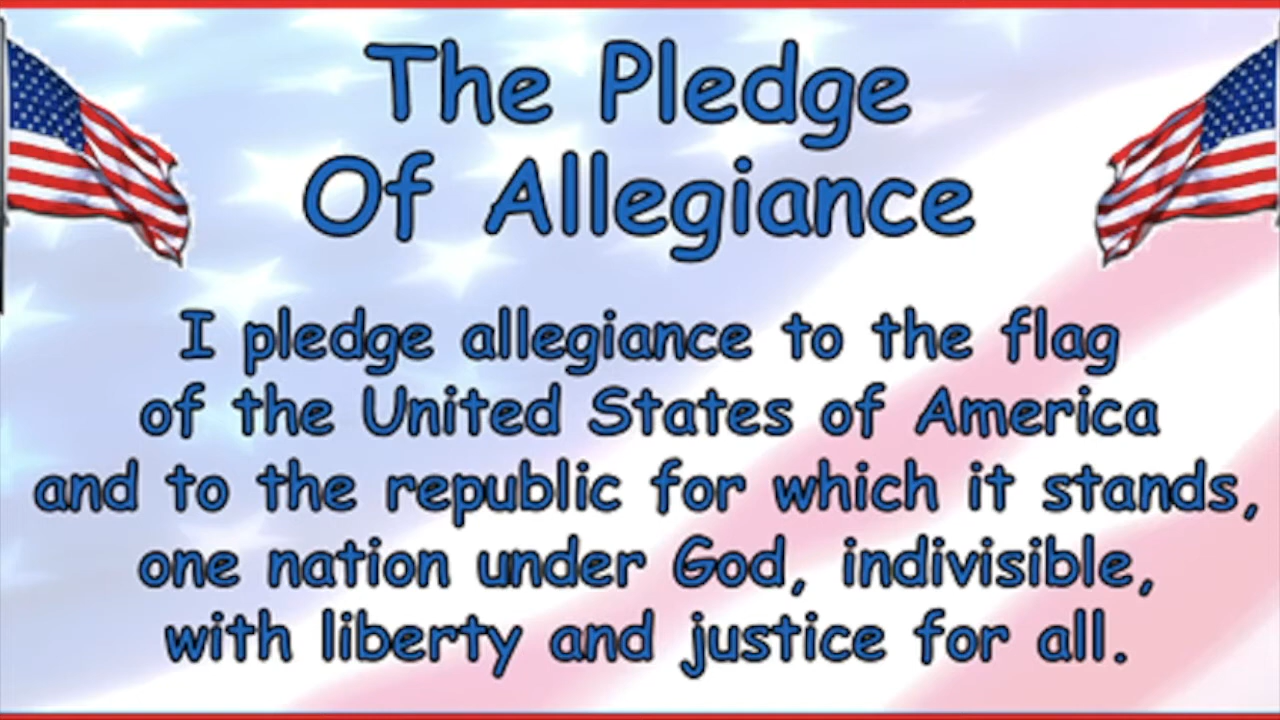 The Pledge
Of Allegiance
I pledge allegiance to the flag
of the United States of America
and to the republic for which it stands,
one nation under God, indivisible,
with liberty and justice for all.